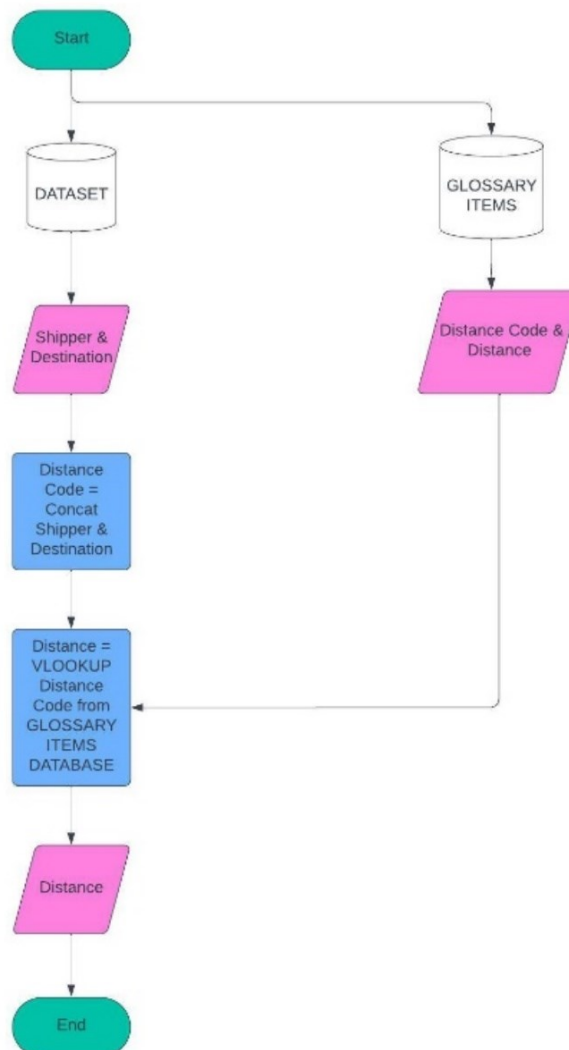 Start
DATASET
GLOSSARY
ITEMS
Shipper &
Destination
Distance Code &
Distance
Distance
Code =
Concat
Shipper &
Destination
Distance =
VLOOKUP
Distance
Code from
GLOSSARY
ITEMS
DATABASE
Distance
End